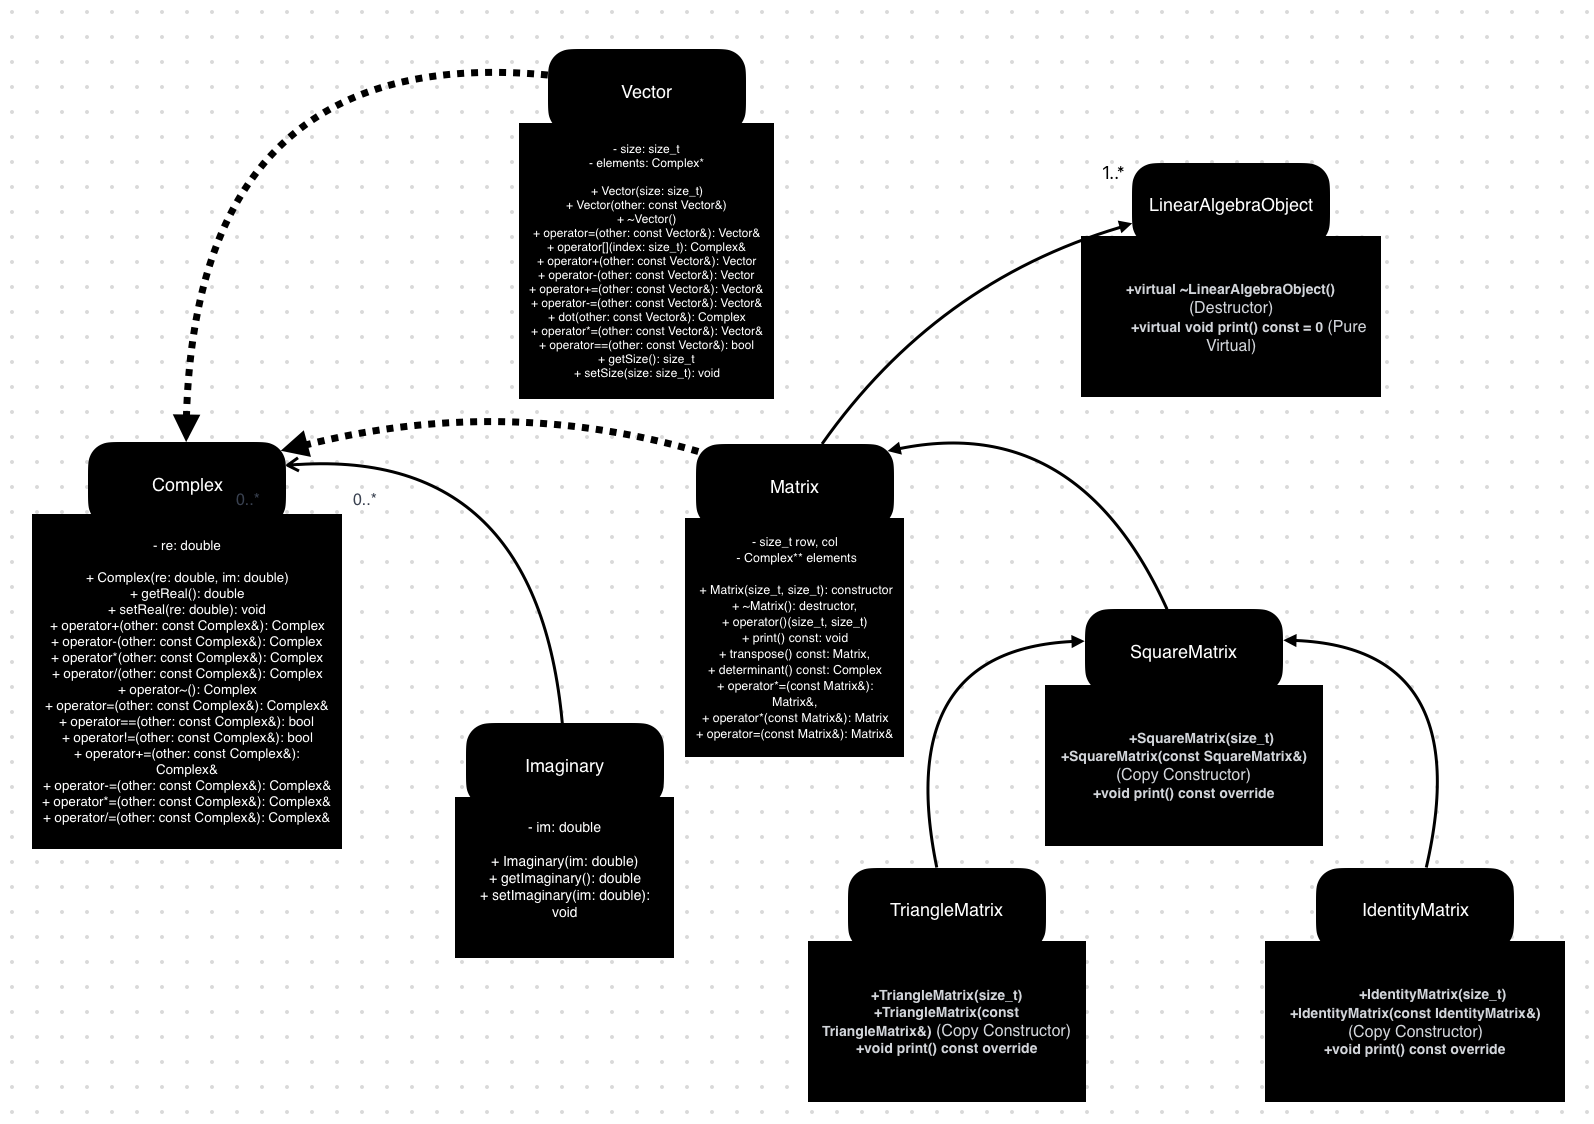 Vector
- size: size_t
- elements: Complex*
+ Vector(size: size_t)
+ Vector(other: const Vector&)
+ ~Vector()
+ operator=(other: const Vector&): Vector&
+ operator[](index: size_t): Complex&
+ operator+(other: const Vector&): Vector
+ operator-(other: const Vector&): Vector
+ operator+=(other: const Vector&): Vector&
+ operator-=(other: const Vector&): Vector&
+ dot(other: const Vector&): Complex
+ operator*=(other: const Vector&): Vector&
+ operator==(other: const Vector&): bool
+ getSize(): size_t
+ setSize(size: size_t): void
1..*
LinearAlgebraObject
+virtual ~LinearAlgebraObject()
(Destructor)
+virtual void print() const = 0 (Pure
Virtual)
Complex
0..*
0..*
- re: double
+ Complex(re: double, im: double)
+ getReal(): double
+ setReal(re: double): void
+ operator+(other: const Complex&): Complex
+ operator-(other: const Complex&): Complex
+ operator*(other: const Complex&): Complex
+ operator/(other: const Complex&): Complex
+ operator~(): Complex
+ operator=(other: const Complex&): Complex&
+ operator==(other: const Complex&): bool
+ operator!=(other: const Complex&): bool
+ operator+=(other: const Complex&):
Complex&
+ operator-=(other: const Complex&): Complex&
+ operator*=(other: const Complex&): Complex&
+ operator/=(other: const Complex&): Complex&
Matrix
- size_t row, col
- Complex** elements
+ Matrix(size_t, size_t): constructor
+ ~Matrix(): destructor,
+ operator()(size_t, size_t)
+ print() const: void
+ transpose() const: Matrix,
+ determinant() const: Complex
+ operator*=(const Matrix&):
Matrix&,
+ operator*(const Matrix&): Matrix
+ operator=(const Matrix&): Matrix&
Imaginary
- im: double
+ Imaginary(im: double)
+ getImaginary(): double
+ setImaginary(im: double):
void
SquareMatrix
+SquareMatrix(size_t)
+SquareMatrix(const SquareMatrix&)
(Copy Constructor)
+void print() const override
TriangleMatrix
+TriangleMatrix(size_t)
+TriangleMatrix(const
TriangleMatrix&) (Copy Constructor)
+void print() const override
IdentityMatrix
+IdentityMatrix(size_t)
+IdentityMatrix(const IdentityMatrix&)
(Copy Constructor)
+void print() const override